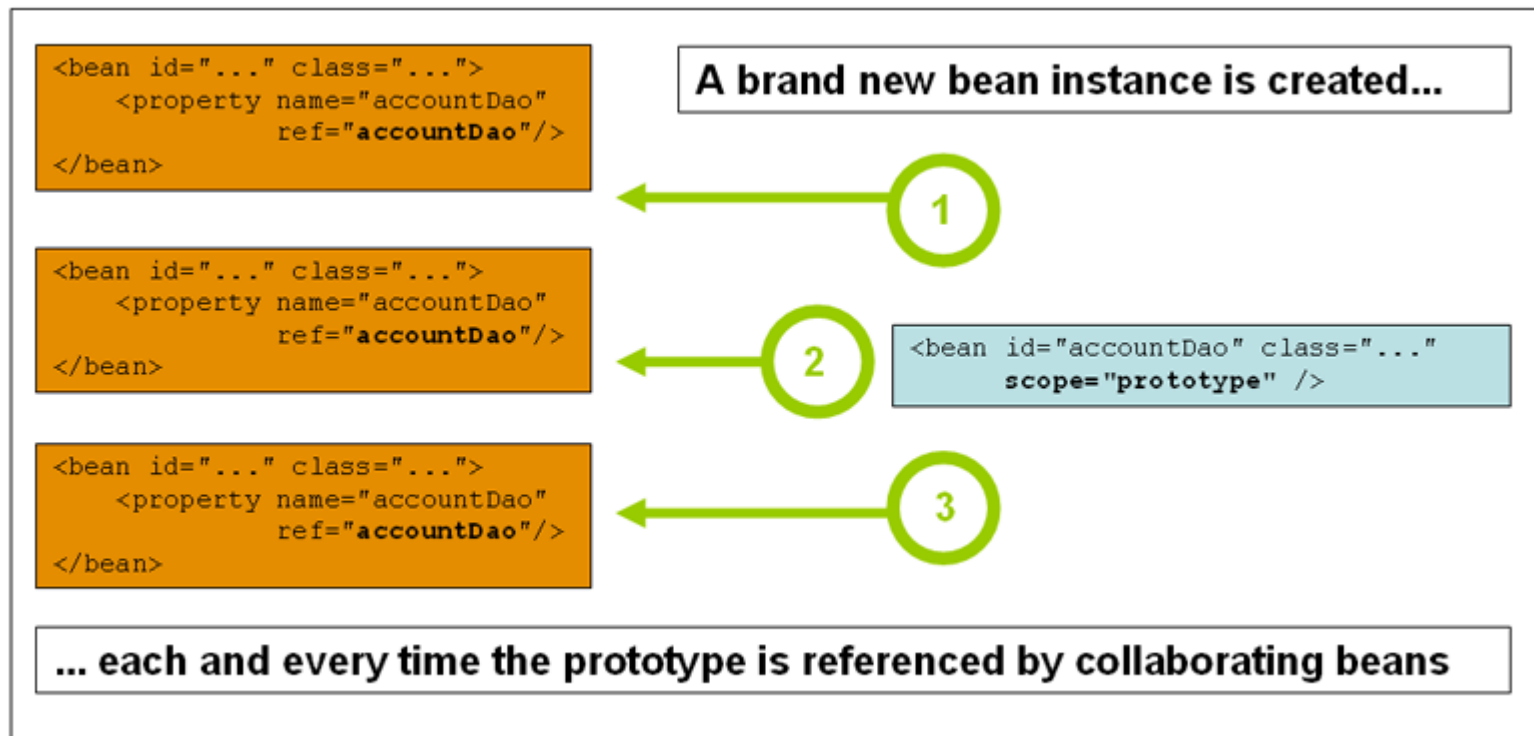 <bean id="..." class="...">
<property name="accountDao"
ref="accountDao"/>
</bean>
A brand new bean instance is created...
1
<bean id="..." class="...">
<property name="accountDao"
ref="accountDao"/>
</bean>
2
<bean id="accountDao" class="..."
scope="prototype" />
<bean id="..." class="...">
<property name="accountDao"
ref="accountDao"/>
</bean>
3
... each and every time the prototype is referenced by collaborating beans